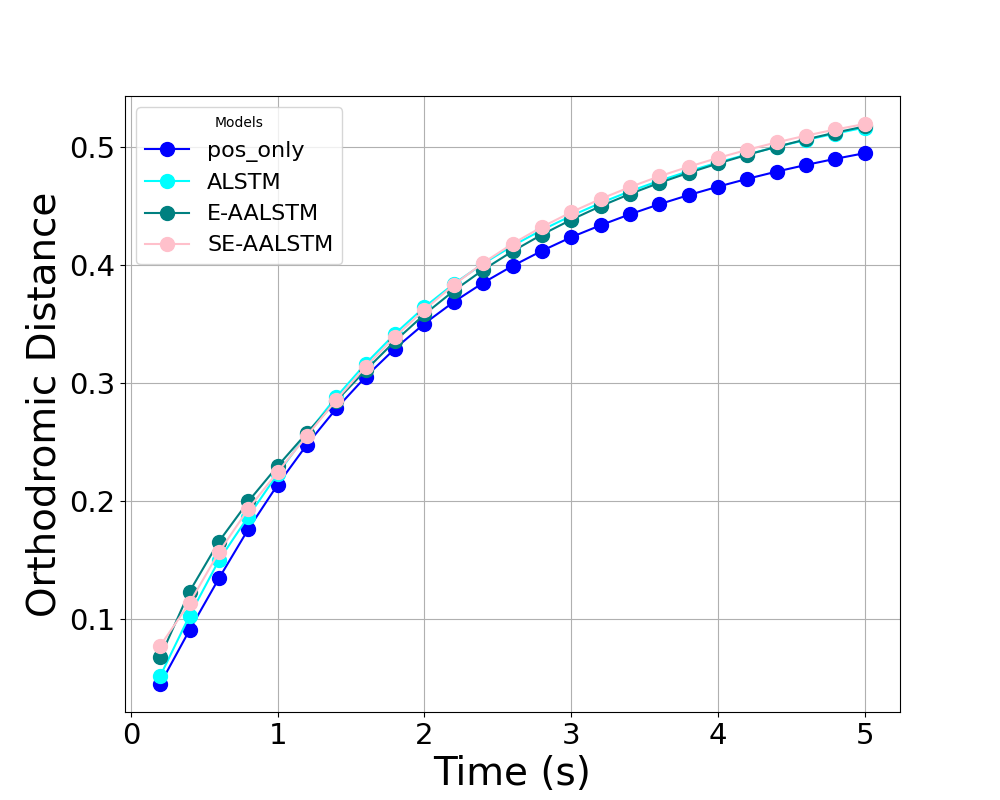 Models
pos_only
ALSTM
E-AALSTM
SE-AALSTM
Orthodromic Distance
0.5
0.4
0.3
0.2
0.1
0 1 2 3 4 5
Time (s)